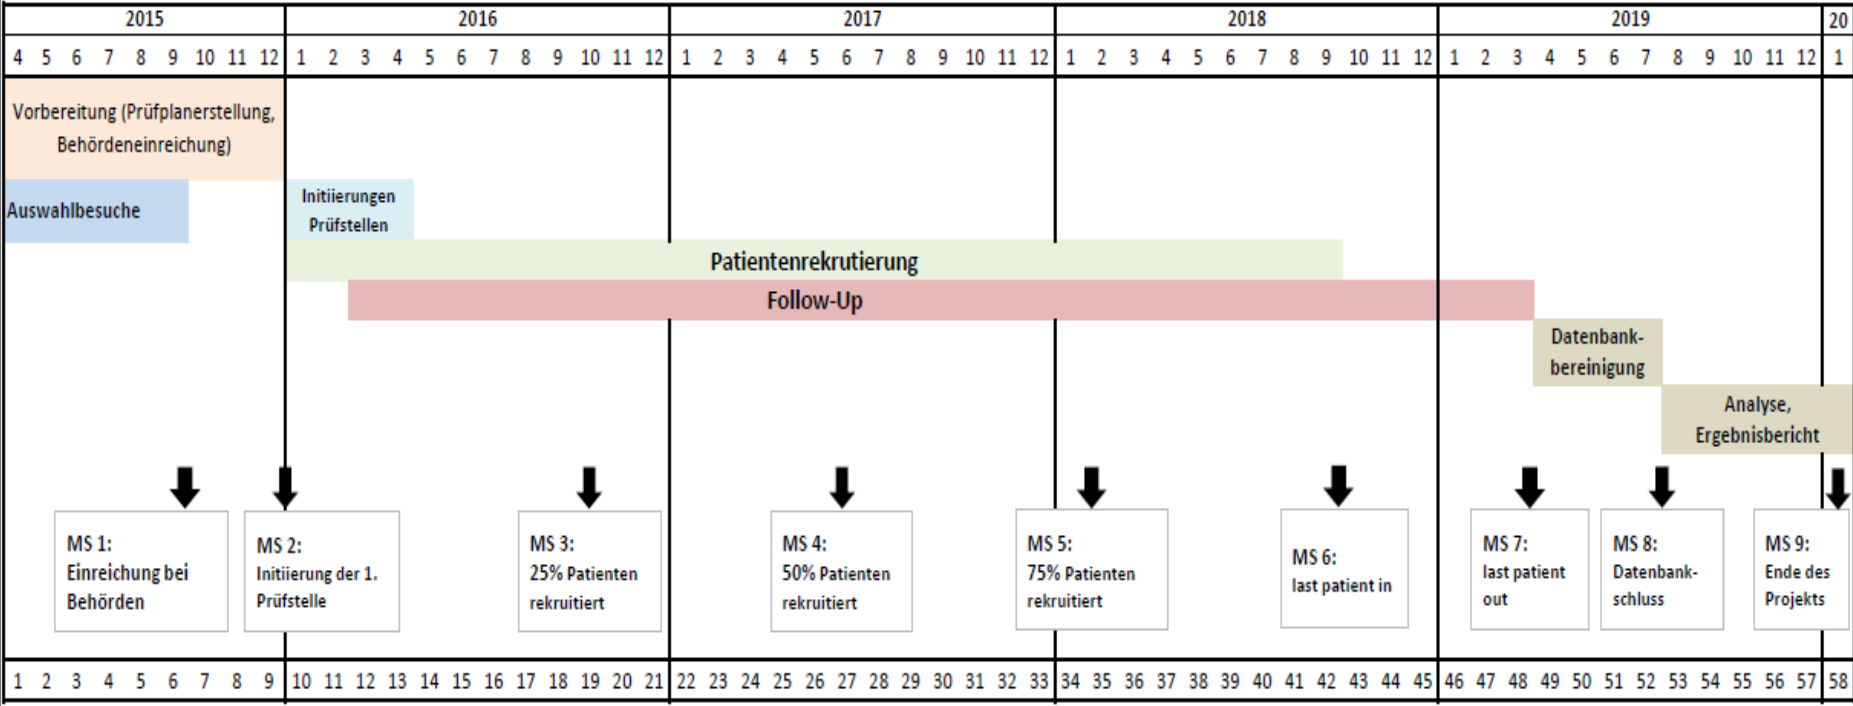 2015 2016 2017 2018 2019 20
4 5 6 7 8 9 10 11 12 1 2 3 4 5 6 7 8 9 10 11 12 1 2 3 4 5 6 7 8 9 10 11 12 1 2 3 4 5 6 7 8 9 10 11 12 1 2 3 4 5 6 7 8 9 10 11 12 1
Vorbereitung (Prüfplanerstellung,
Behördeneinreichung)
Auswahlbesuche
Initiierungen
Prüfstellen
Patientenrekrutierung
Follow-Up
Datenbank-
bereinigung
Analyse,
Ergebnisbericht
MS 1:
Einreichung bei
Behörden
MS 2:
Initiierung der 1.
Prüfstelle
MS 3:
25% Patienten
rekrutiert
MS 4:
50% Patienten
rekrutiert
MS 5:
75% Patienten
rekrutiert
MS 6:
last patient in
MS 7:
last patient
out
MS 8:
Datenbank-
schluss
MS 9:
Ende des
Projekts
1 2 3 4 5 6 7 8 9 10 11 12 13 14 15 16 17 18 19 20 21 22 23 24 25 26 27 28 29 30 31 32 33 34 35 36 37 38 39 40 41 42 43 44 45 46 47 48 49 50 51 52 53 54 55 56 57 58